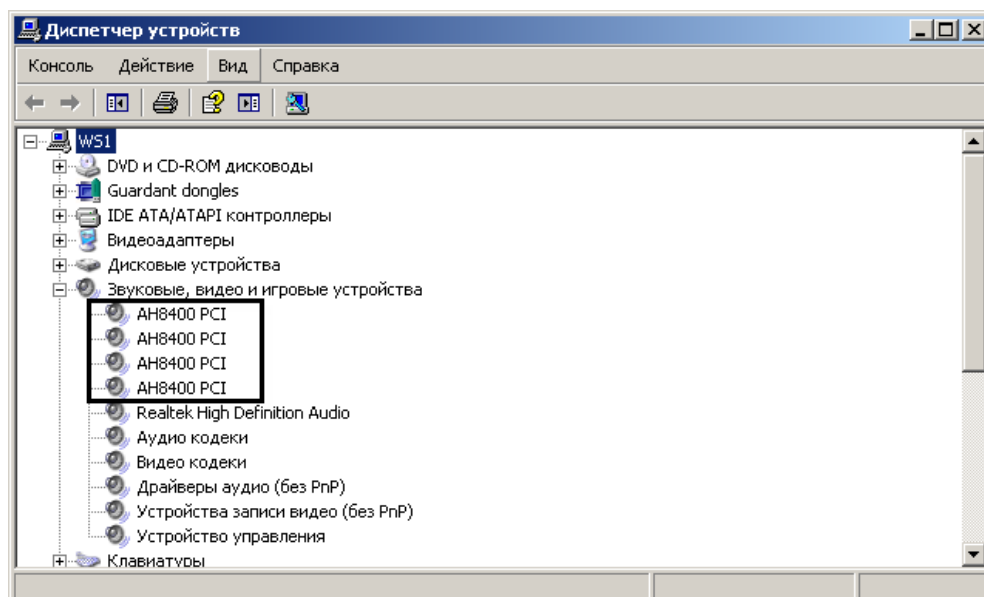 Диспетчер устройств
Консоль Действие Вид Справка
WS1
DVD и CD-ROM дисководы
Guardant dongles
IDE ATA/ATAPI контроллеры
Видеоадаптеры
Дисковые устройства
Звуковые, видео и игровые устройства
AH8400 PCI
AH8400 PCI
AH8400 PCI
AH8400 PCI
Realtek High Definition Audio
Аудио кодеки
Видео кодеки
Драйверы аудио (без PnP)
Устройства записи видео (без PnP)
Устройство управления
Клавиатуры